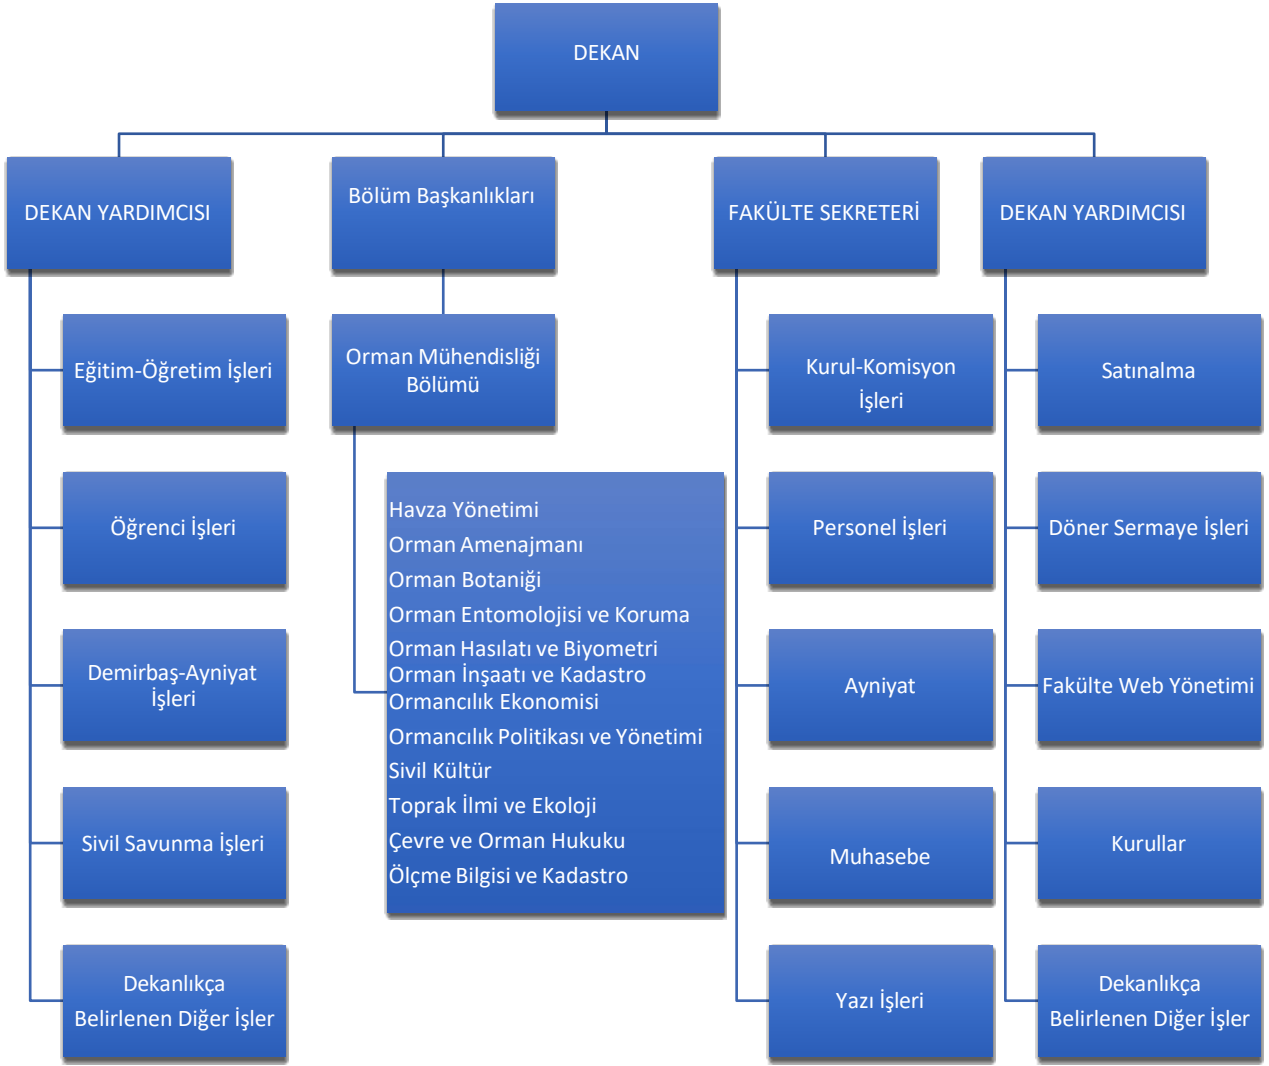 DEKAN
DEKAN YARDIMCISI
Bölüm Başkanlıkları
FAKÜLTE SEKRETERİ
DEKAN YARDIMCISI
Eğitim-Öğretim İşleri
Öğrenci İşleri
Demirbaş-Ayniyat
İşleri
Sivil Savunma İşleri
Dekanlıkça
Belirlenen Diğer İşler
Orman Mühendisliği
Bölümü
Havza Yönetimi
Orman Amenajmanı
Orman Botaniği
Orman Entomolojisi ve Koruma
Orman Hasılatı ve Biyometri
Orman İnşaatı ve Kadastro
Ormancılık Ekonomisi
Ormancılık Politikası ve Yönetimi
Sivil Kültür
Toprak İlmi ve Ekoloji
Çevre ve Orman Hukuku
Ölçme Bilgisi ve Kadastro
Kurul-Komisyon
İşleri
Personel İşleri
Ayniyat
Muhasebe
Yazı İşleri
Satınalma
Döner Sermaye İşleri
Fakülte Web Yönetimi
Kurullar
Dekanlıkça
Belirlenen Diğer İşler